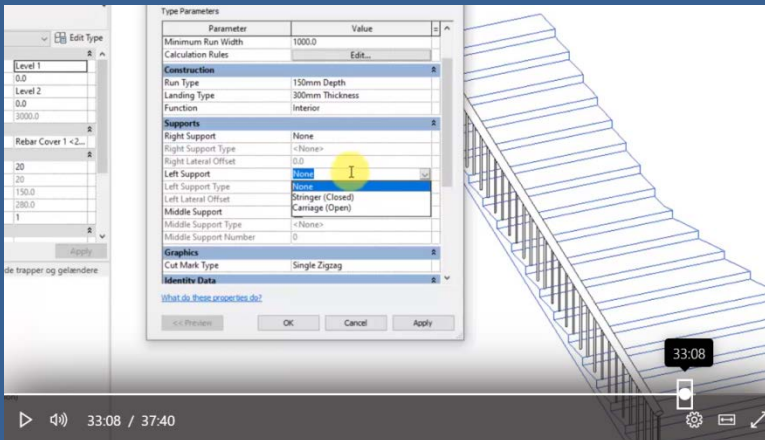 Type Parameters
Parameter Value =
Edit Type
Minimum Run Width 1000.0
Calculation Rules Edit...
Level 1
0.0
Construction
Level 2
Run Type 150mm Depth
0.0
Landing Type 300mm Thickness
3000.0
Function Interior
Supports
Rebar Cover 1 <2...
Right Support None
Right Support Type <None>
Right Lateral Offset 0.0
20
Left Support None
20
Left Support Type None
150.0
Left Lateral Offset Stringer (Closed)
280.0
Middle Support Carriage (Open)
1
Middle Support Type <None>
Middle Support Number 0
Apply
Graphics
Cut Mark Type Single Zigzag
de trapper og gelændere
Identity Data
What do these properties do?
<< Preview OK Cancel Apply
33:08
33:08 / 37:40